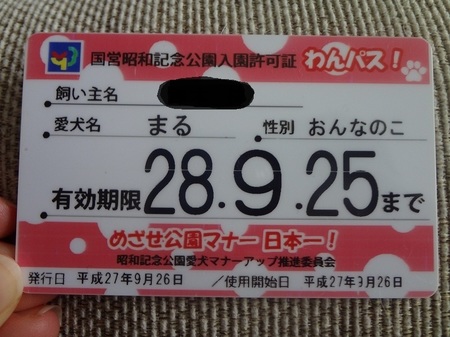 国営昭和記念公園入園許可証 わんパス!
飼い主名
愛犬名 まる 性別 おんなのこ
有効期限 28.9.25まで
めざせ公園マナー日本一!
昭和記念公園愛犬マナーアップ推進委員会
発行日 平成27年9月26日 /使用開始日 平成27年9月26日